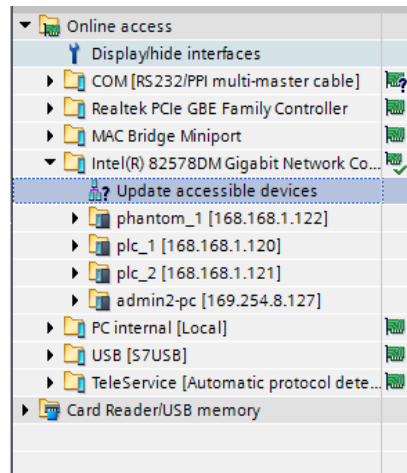 Online access
Display/hide interfaces
COM [RS232/PPI multi-master cable]
Realtek PCIe GBE Family Controller
MAC Bridge Miniport
Intel(R) 82578DM Gigabit Network Co...
Update accessible devices
phantom_1 [168.168.1.122]
plc_1 [168.168.1.120]
plc_2 [168.168.1.121]
admin2-pc [169.254.8.127]
PC internal [Local]
USB [S7USB]
TeleService [Automatic protocol dete...
Card Reader/USB memory